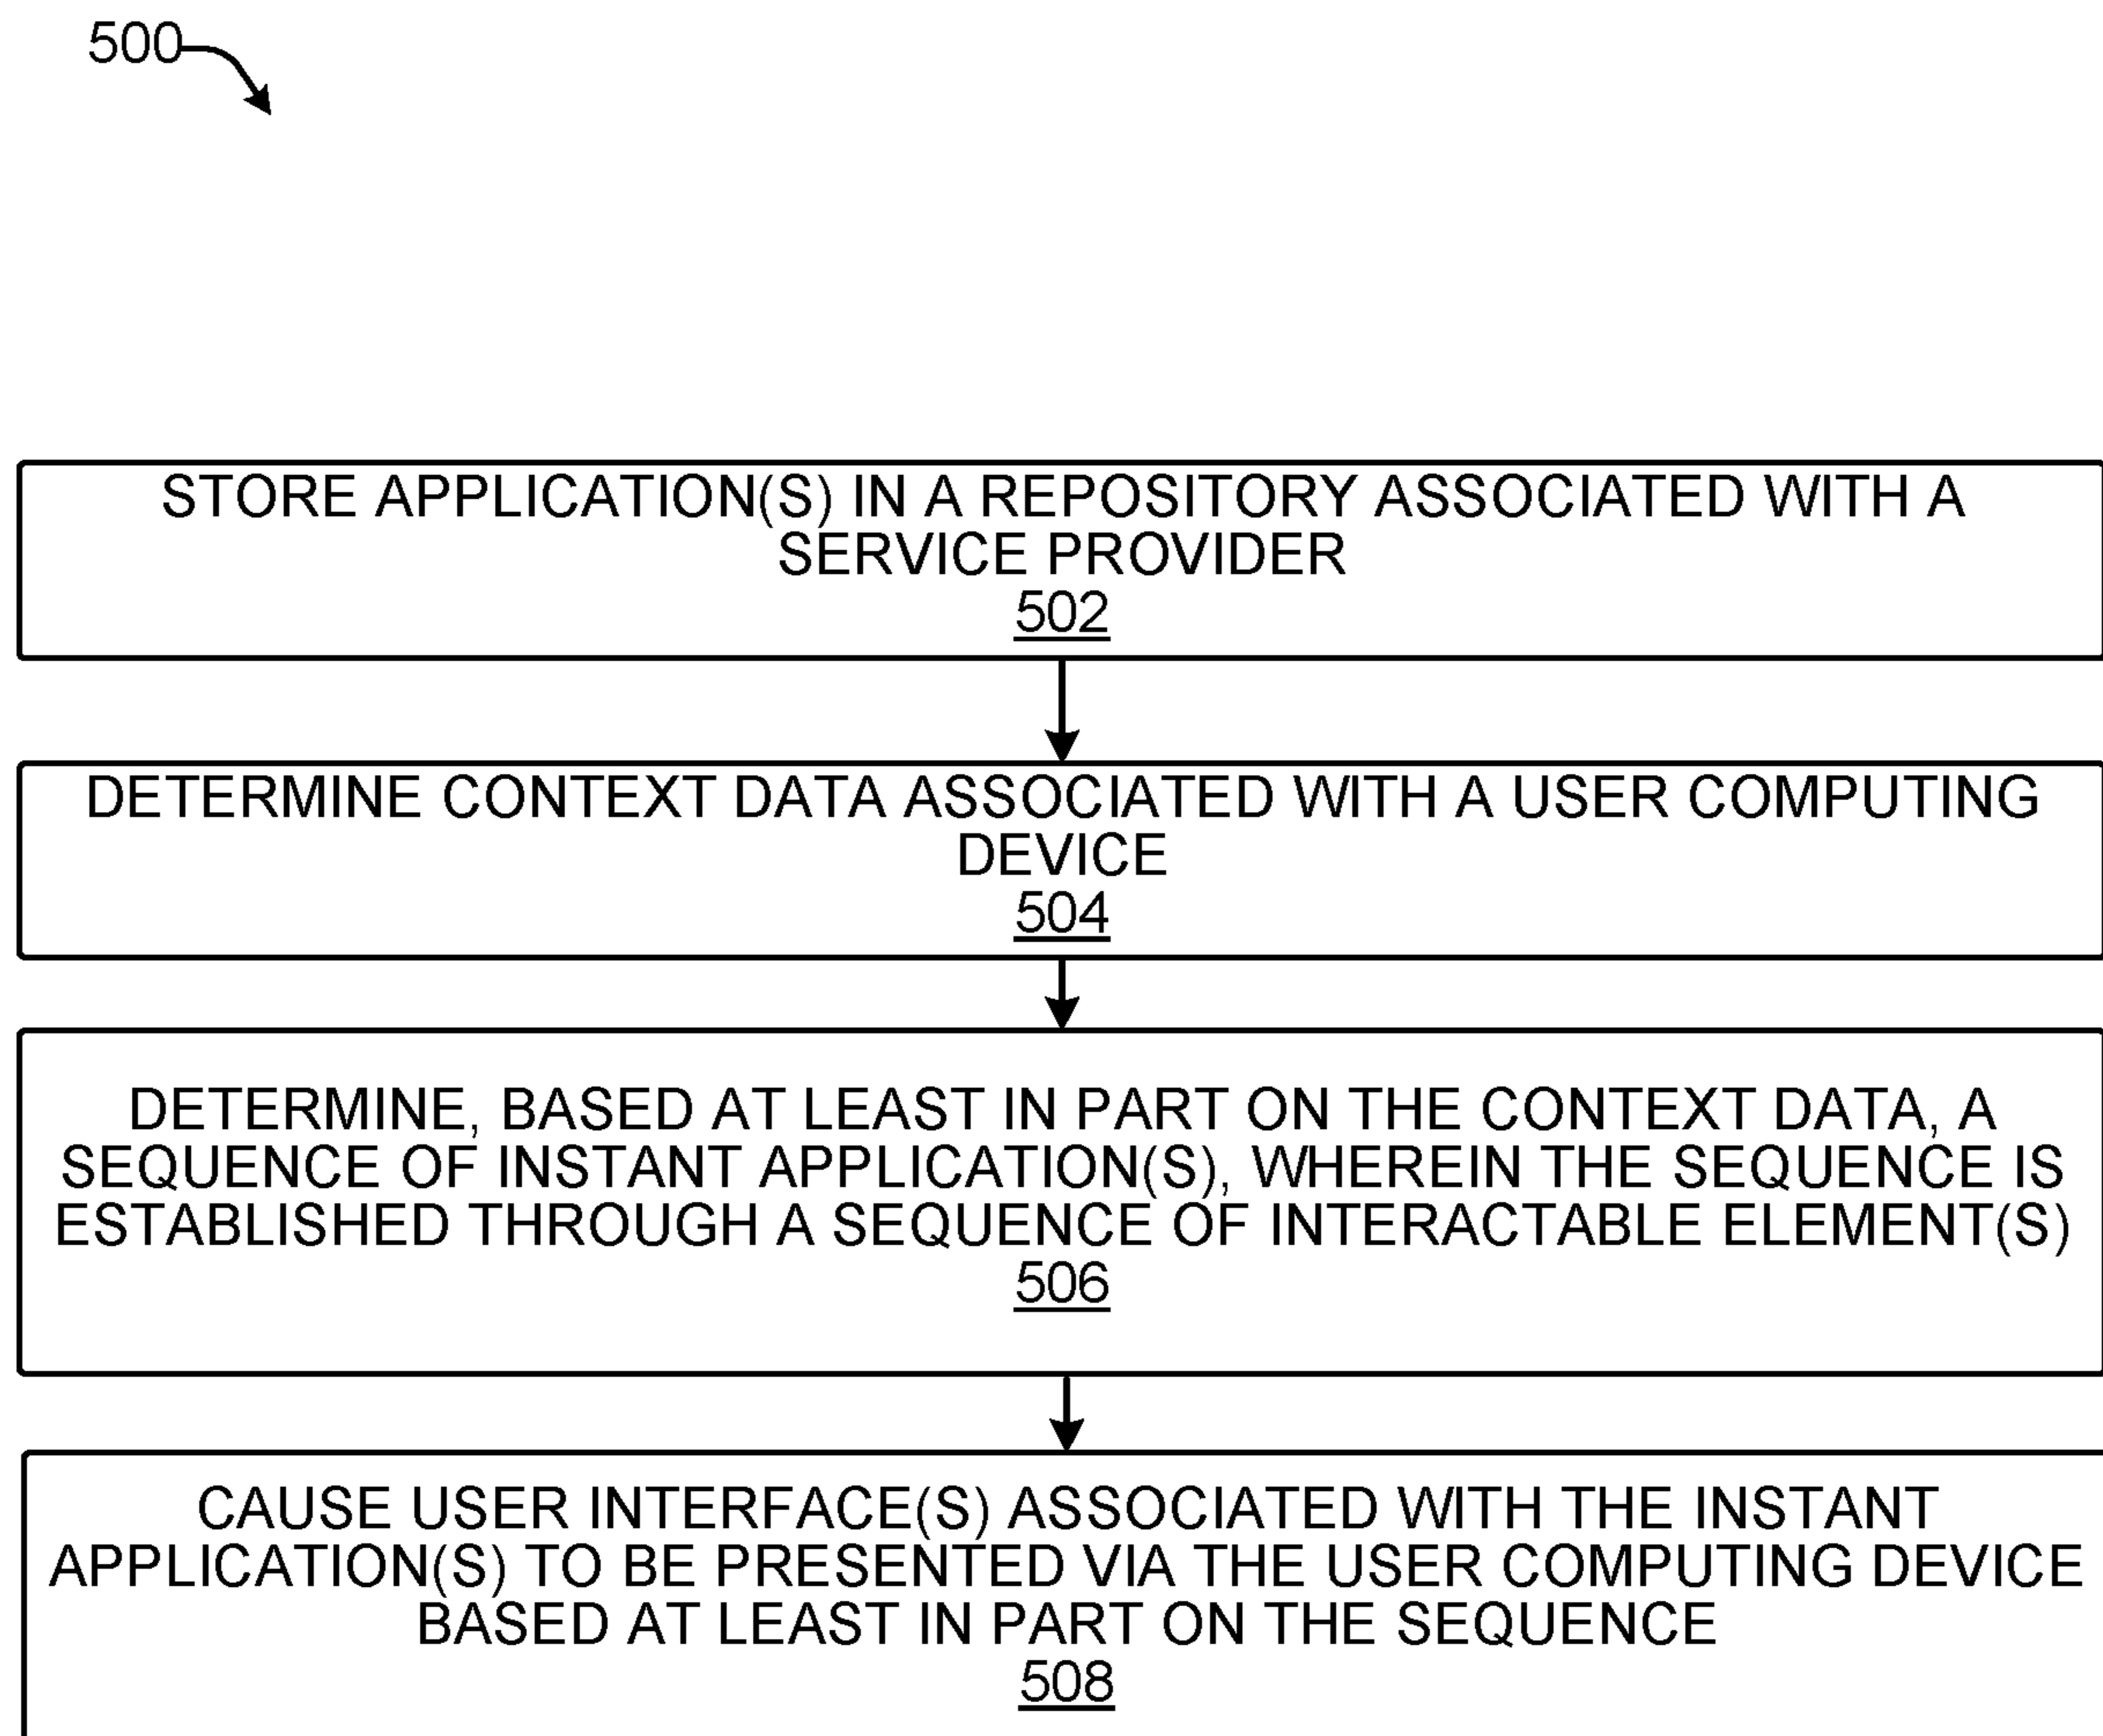 500
STORE APPLICATION(S) IN A REPOSITORY ASSOCIATED WITH A
SERVICE PROVIDER
502
DETERMINE CONTEXT DATA ASSOCIATED WITH A USER COMPUTING
DEVICE
504
DETERMINE, BASED AT LEAST IN PART ON THE CONTEXT DATA, A
SEQUENCE OF INSTANT APPLICATION(S), WHEREIN THE SEQUENCE IS
ESTABLISHED THROUGH A SEQUENCE OF INTERACTABLE ELEMENT(S)
506
CAUSE USER INTERFACE(S) ASSOCIATED WITH THE INSTANT
APPLICATION(S) TO BE PRESENTED VIA THE USER COMPUTING DEVICE
BASED AT LEAST IN PART ON THE SEQUENCE
508